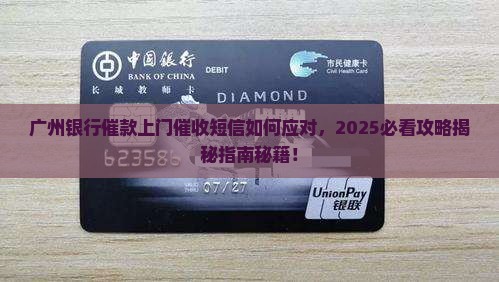 中国银行
BANK OF CHINA
DEBIT
市民健康卡
Civil Health Card
长城教师卡
DIAMOND
广州银行催款上门催收短信如何应对，2025必看攻略揭
秘指南秘籍！
623586
07/27
UnionPay
银联